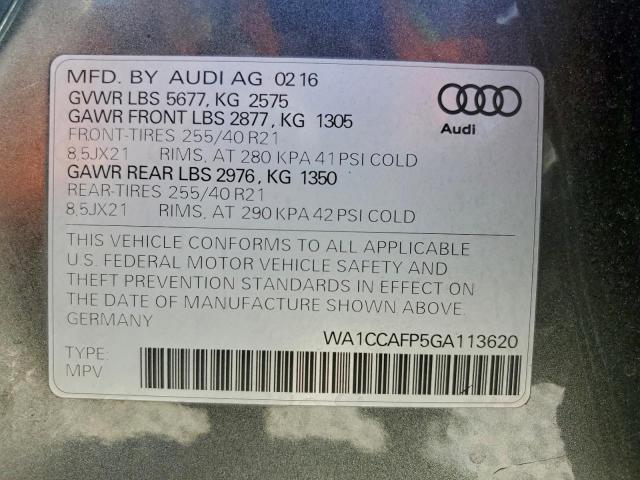 MFD. BY AUDI AG 0216
GVWR LBS 5677, KG 2575
GAWR FRONT LBS 2877, KG 1305
FRONT-TIRES 255/40 R21
8,5JX21 RIMS, AT 280 KPA 41 PSI COLD
GAWR REAR LBS 2976, KG 1350
REAR-TIRES 255/40 R21
8,5JX21 RIMS, AT 290 KPA 42 PSI COLD
Audi
THIS VEHICLE CONFORMS TO ALL APPLICABLE
U.S. FEDERAL MOTOR VEHICLE SAFETY AND
THEFT PREVENTION STANDARDS IN EFFECT ON
THE DATE OF MANUFACTURE SHOWN ABOVE.
GERMANY
WA1CCAFP5GA113620
TYPE:
MPV